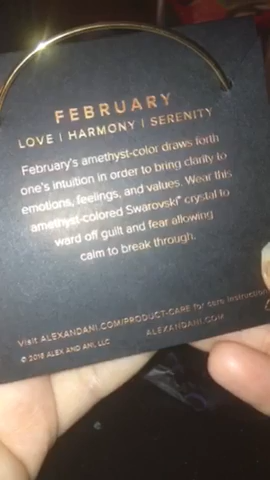 FEBRUARY
LOVE | HARMONY | SERENITY
February's amethyst-color draws forth
one's intuition in order to bring clarity to
emotions, feelings, and values. Wear this
amethyst-colored Swarovski® crystal to
ward off guilt and fear allowing
calm to break through.
Visit ALEXANDANI.COM/PRODUCT-CARE for care instruction
© 2018 ALEX AND ANI, LLC
ALEXANDANI.COM